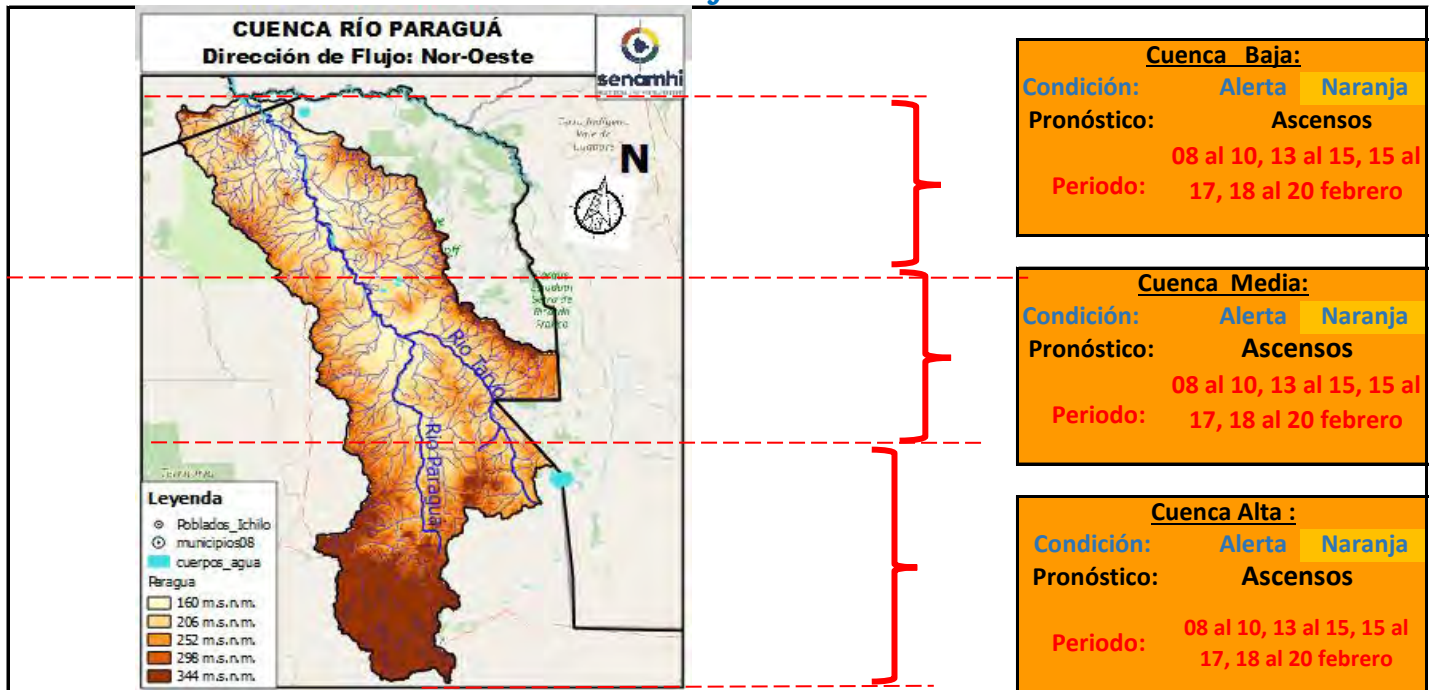 CUENCA RÍO PARAGUÁ
Dirección de Flujo: Nor-Oeste
senamhi
N
Río Tarvo
Río Paraguá
Leyenda
Poblados_Ichilo
municipios08
cuerpos_agua
Paragua
160 m.s.n.m.
206 m.s.n.m.
252 m.s.n.m.
298 m.s.n.m.
344 m.s.n.m.
Cuenca Baja:
Condición: Alerta Naranja
Pronóstico: Ascensos
08 al 10, 13 al 15, 15 al
Periodo: 17, 18 al 20 febrero
Cuenca Media:
Condición: Alerta Naranja
Pronóstico: Ascensos
08 al 10, 13 al 15, 15 al
Periodo: 17, 18 al 20 febrero
Cuenca Alta :
Condición: Alerta Naranja
Pronóstico: Ascensos
Periodo: 08 al 10, 13 al 15, 15 al
17, 18 al 20 febrero